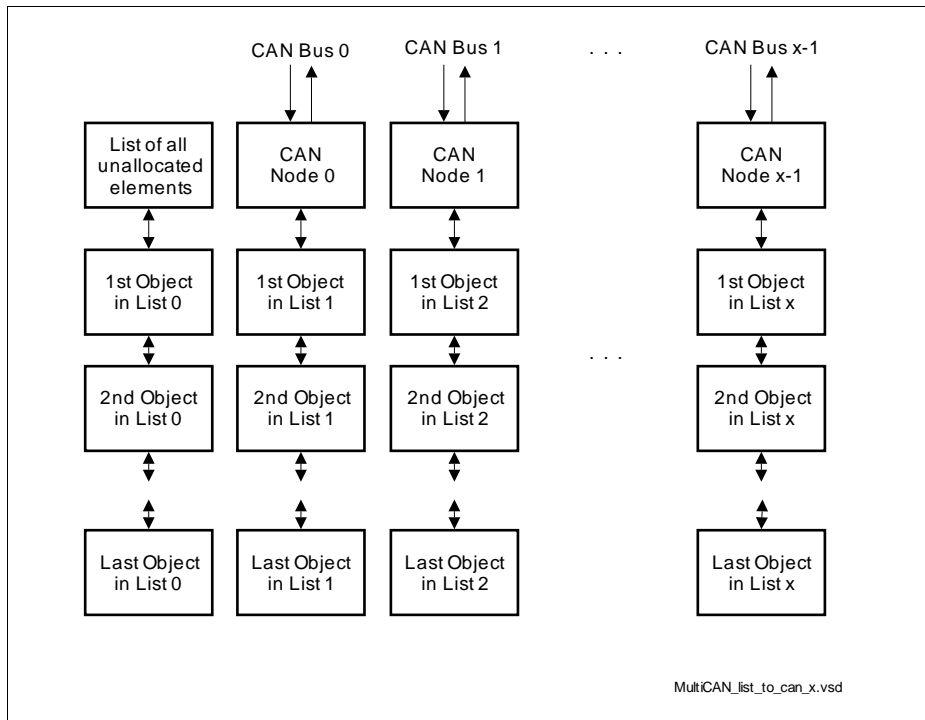 CAN Bus 0
CAN Bus 1
. . .
CAN Bus x-1
List of all
unallocated
elements
CAN
Node 0
CAN
Node 1
CAN
Node x-1
1st Object
in List 0
1st Object
in List 1
1st Object
in List 2
1st Object
in List x
. . .
2nd Object
in List 0
2nd Object
in List 1
2nd Object
in List 2
2nd Object
in List x
Last Object
in List 0
Last Object
in List 1
Last Object
in List 2
Last Object
in List x
MultiCAN_list_to_can_x.vsd